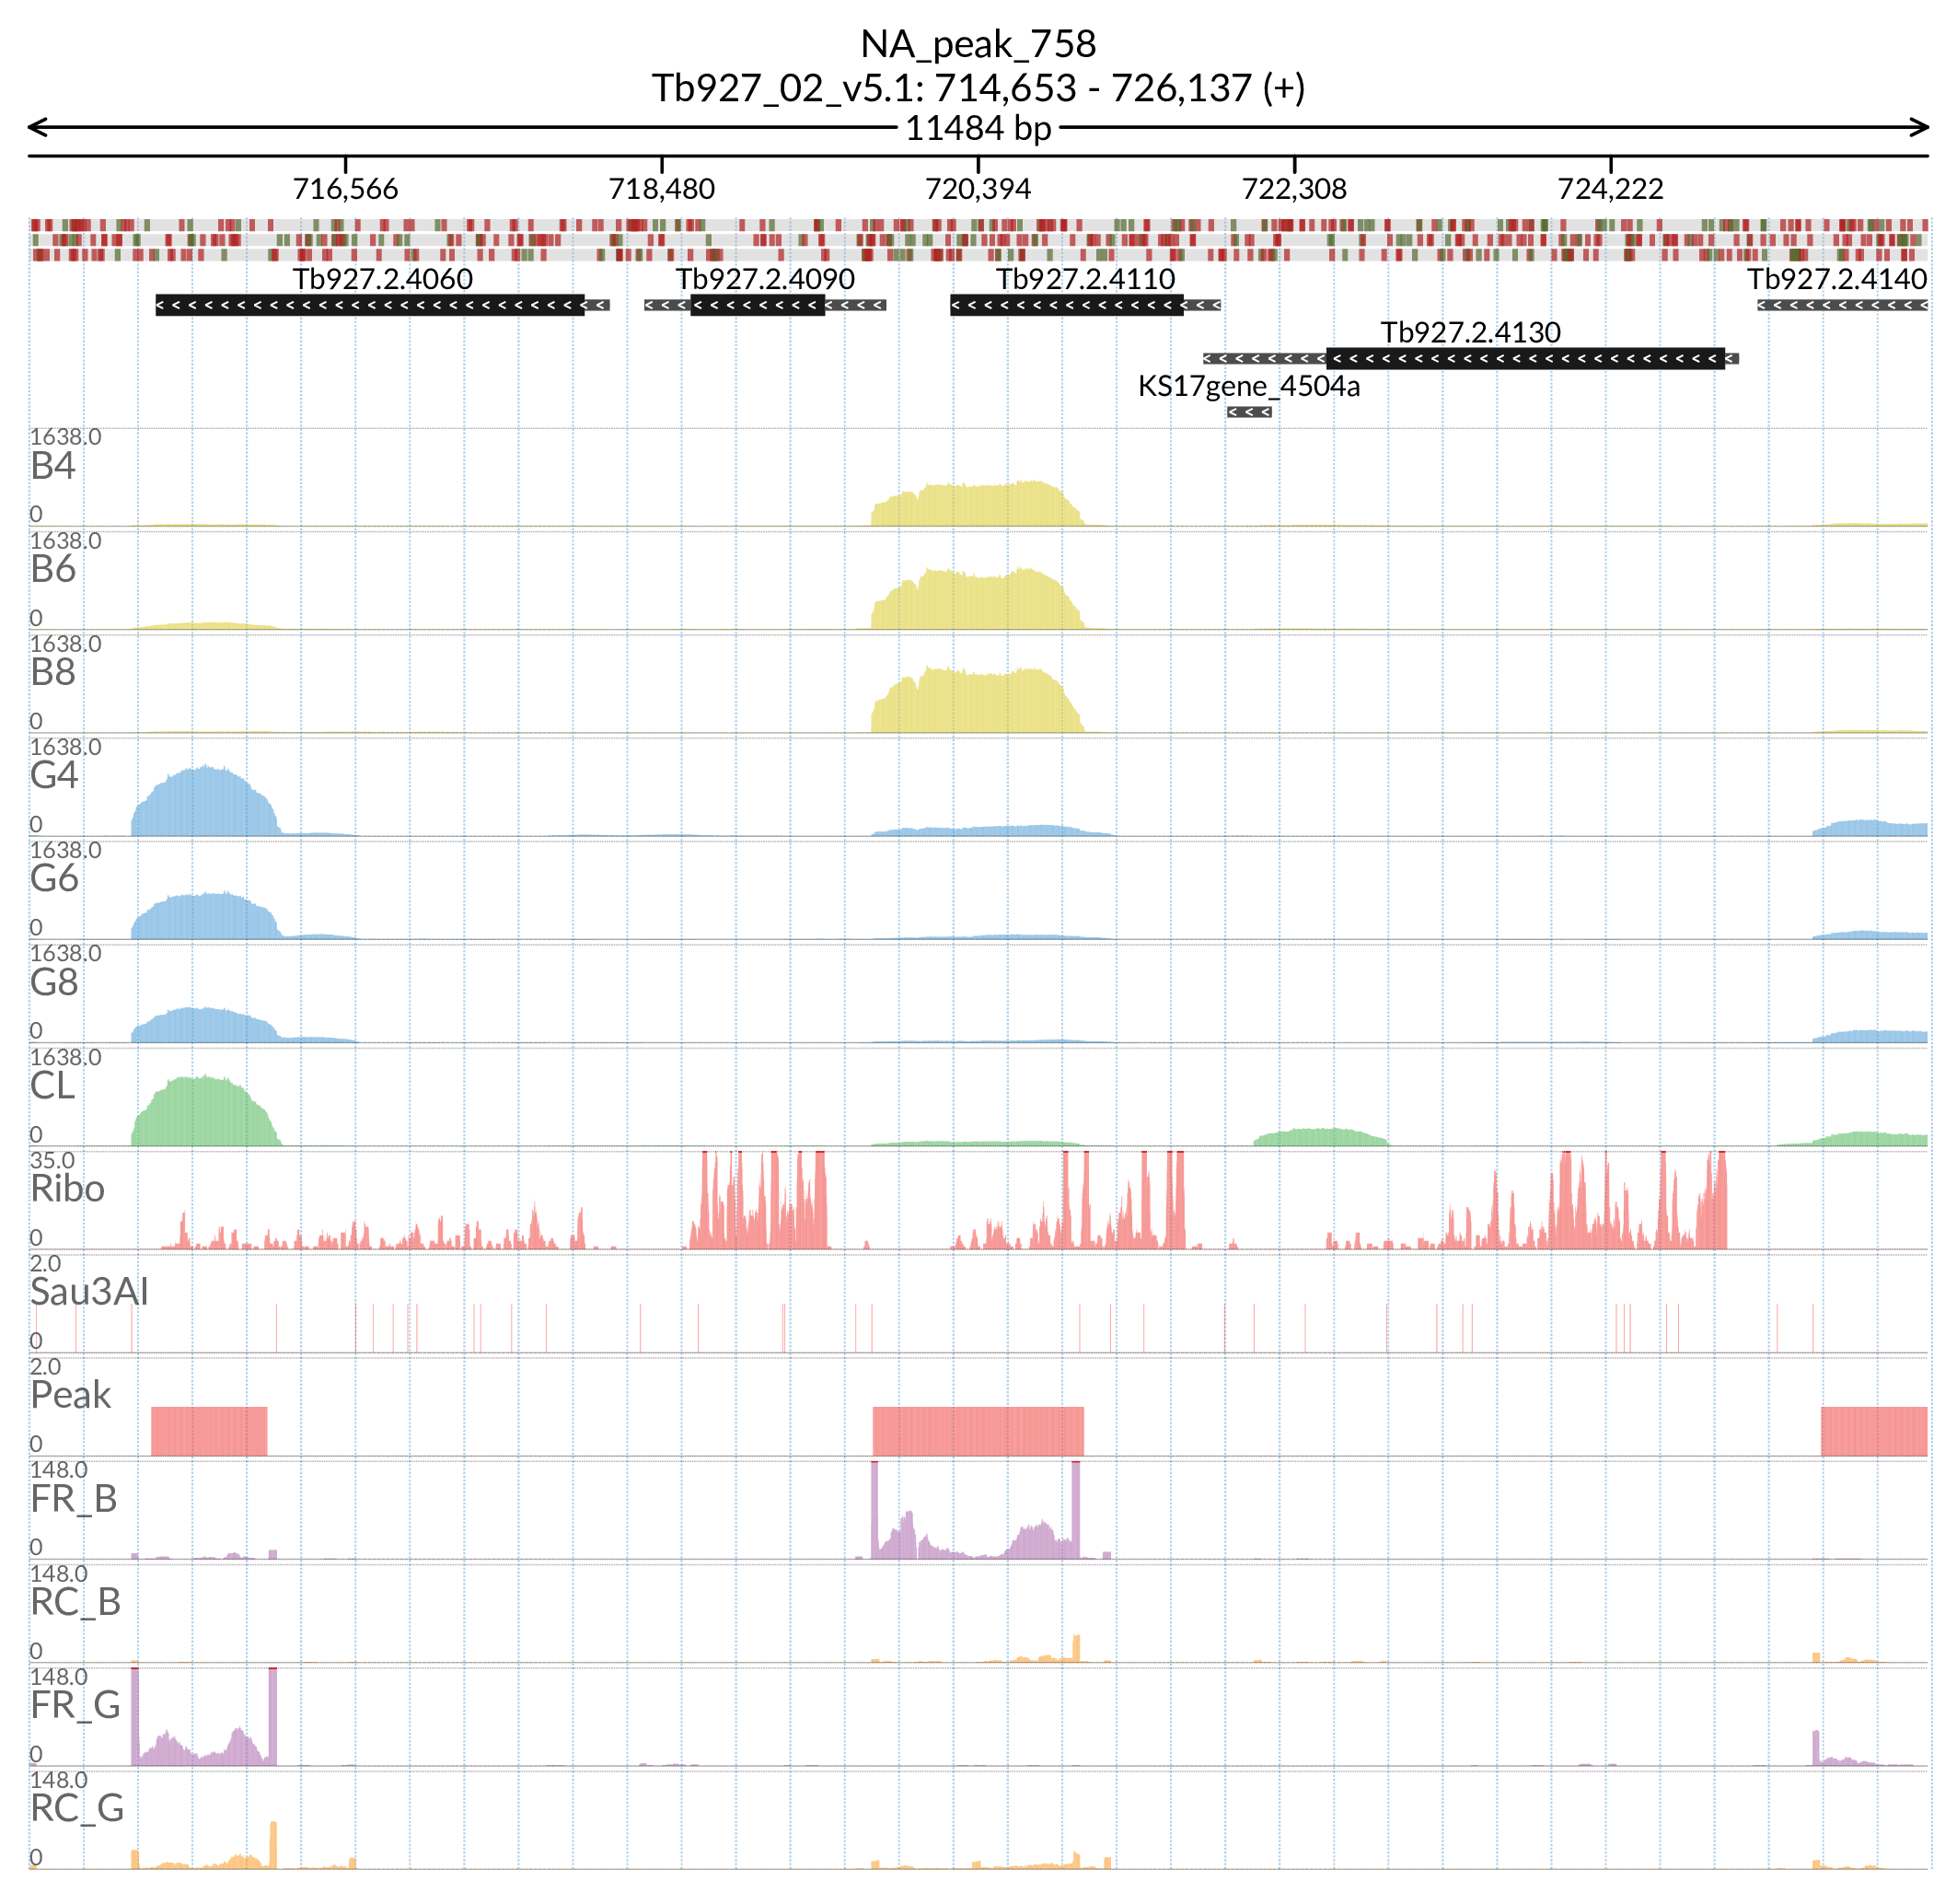 NA_peak_758
Tb927_02_v5.1: 714,653 - 726,137 (+)
11484 bp
716,566 718,480 720,394 722,308 724,222
Tb927.2.4060 Tb927.2.4090 Tb927.2.4110 Tb927.2.4140
Tb927.2.4130
KS17gene_4504a
1638.0
B4
0
1638.0
B6
0
1638.0
B8
0
1638.0
G4
0
1638.0
G6
0
1638.0
G8
0
1638.0
CL
0
35.0
Ribo
0
2.0
Sau3AI
0
2.0
Peak
0
148.0
FR_B
0
148.0
RC_B
0
148.0
FR_G
0
148.0
RC_G
0